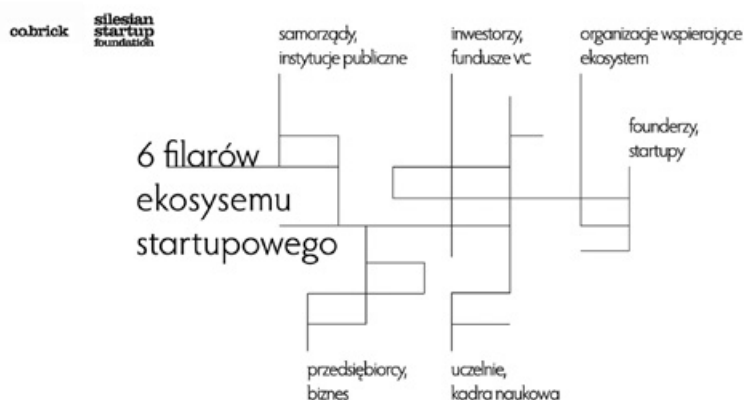 co.brick
silesian
startup
foundation
samorządy,
instytucje publiczne
inwestorzy,
fundusze VC
organizacje wspierające
ekosystem
founderzy,
startupy
6 filarów
ekosysemu
startupowego
przedsiębiorcy,
biznes
uczelnie,
kadra naukowa